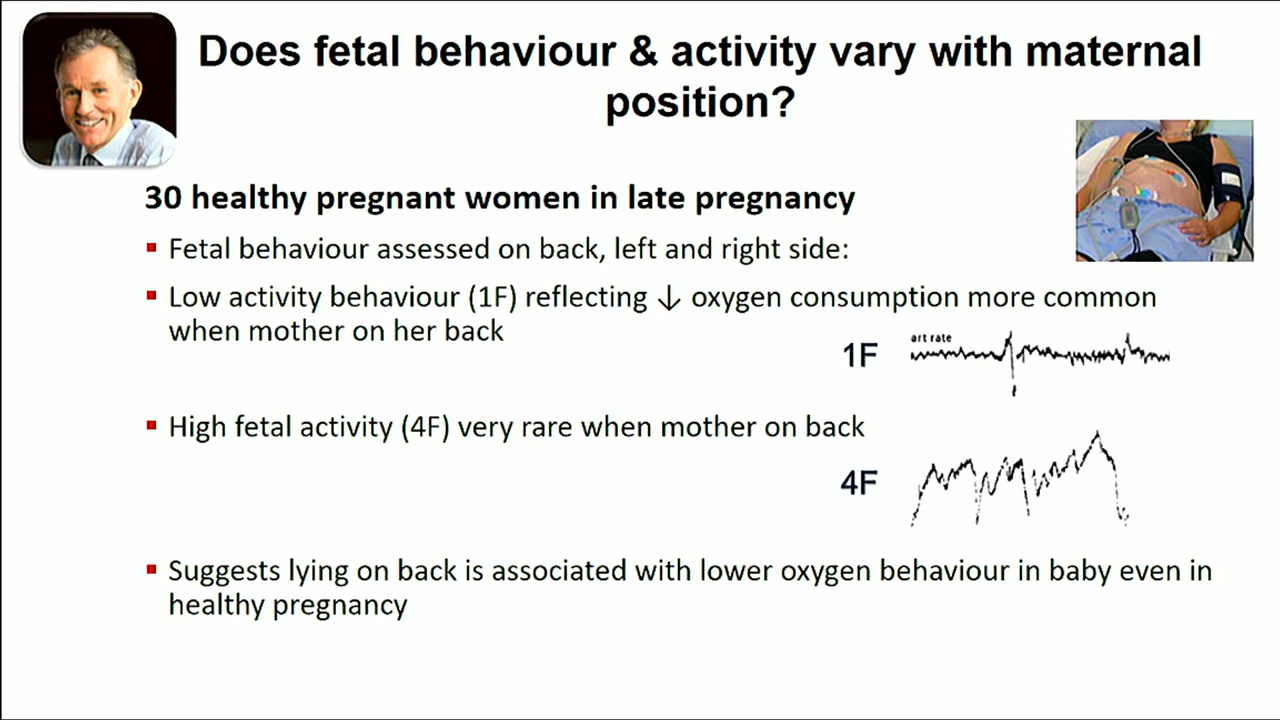 Does fetal behaviour & activity vary with maternal
position?
30 healthy pregnant women in late pregnancy
Fetal behaviour assessed on back, left and right side:
Low activity behaviour (1F) reflecting ↓ oxygen consumption more common
when mother on her back
1F
art rate
High fetal activity (4F) very rare when mother on back
4F
Suggests lying on back is associated with lower oxygen behaviour in baby even in
healthy pregnancy